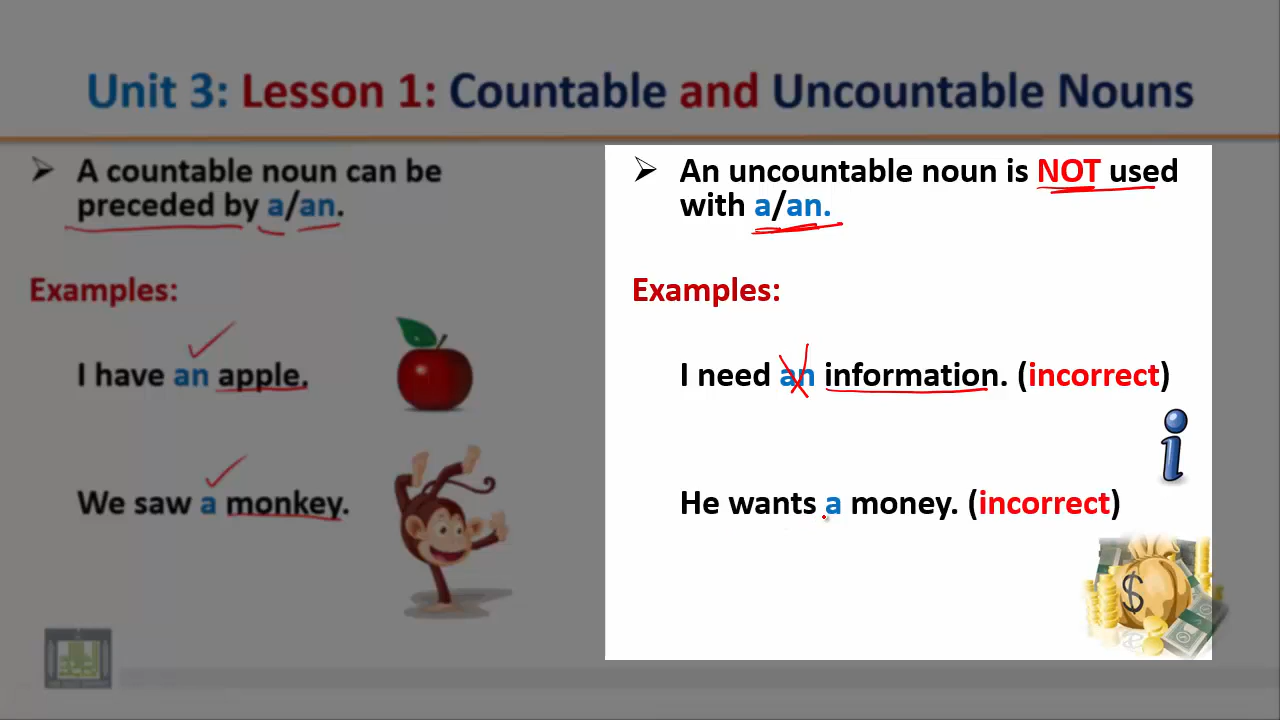 Unit 3: Lesson 1: Countable and Uncountable Nouns
A countable noun can be
preceded by a/an.
Examples:
I have an apple.
We saw a monkey.
An uncountable noun is NOT used
with a/an.
Examples:
I need an information. (incorrect)
He wants a money. (incorrect)